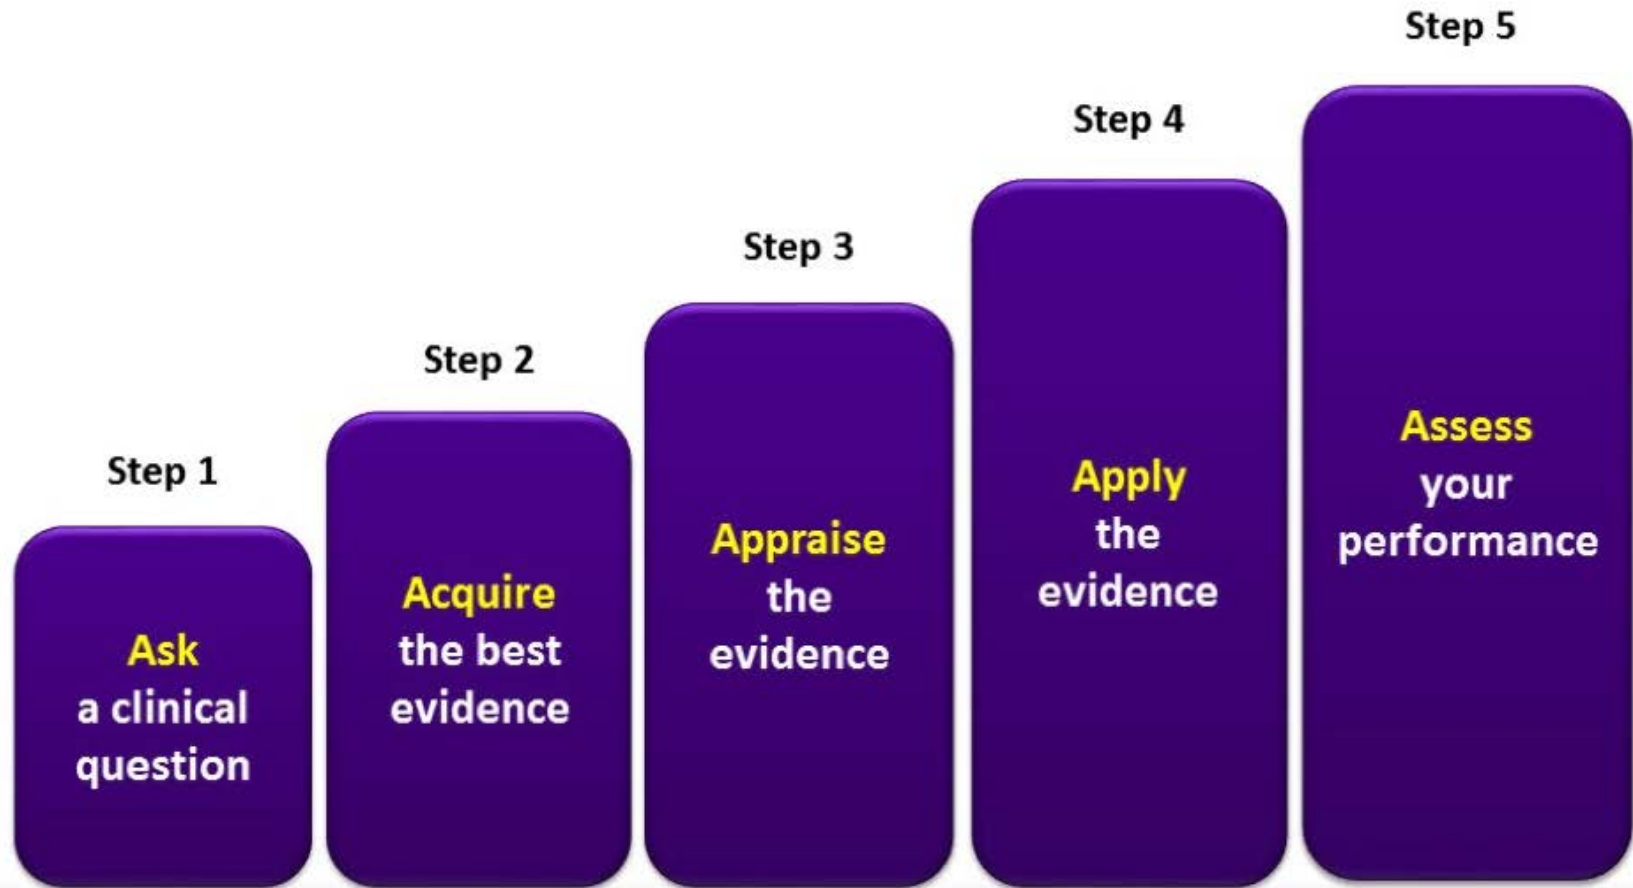 Step 1
Ask
a clinical
question
Step 2
Acquire
the best
evidence
Step 3
Appraise
the
evidence
Step 4
Apply
the
evidence
Step 5
Assess
your
performance